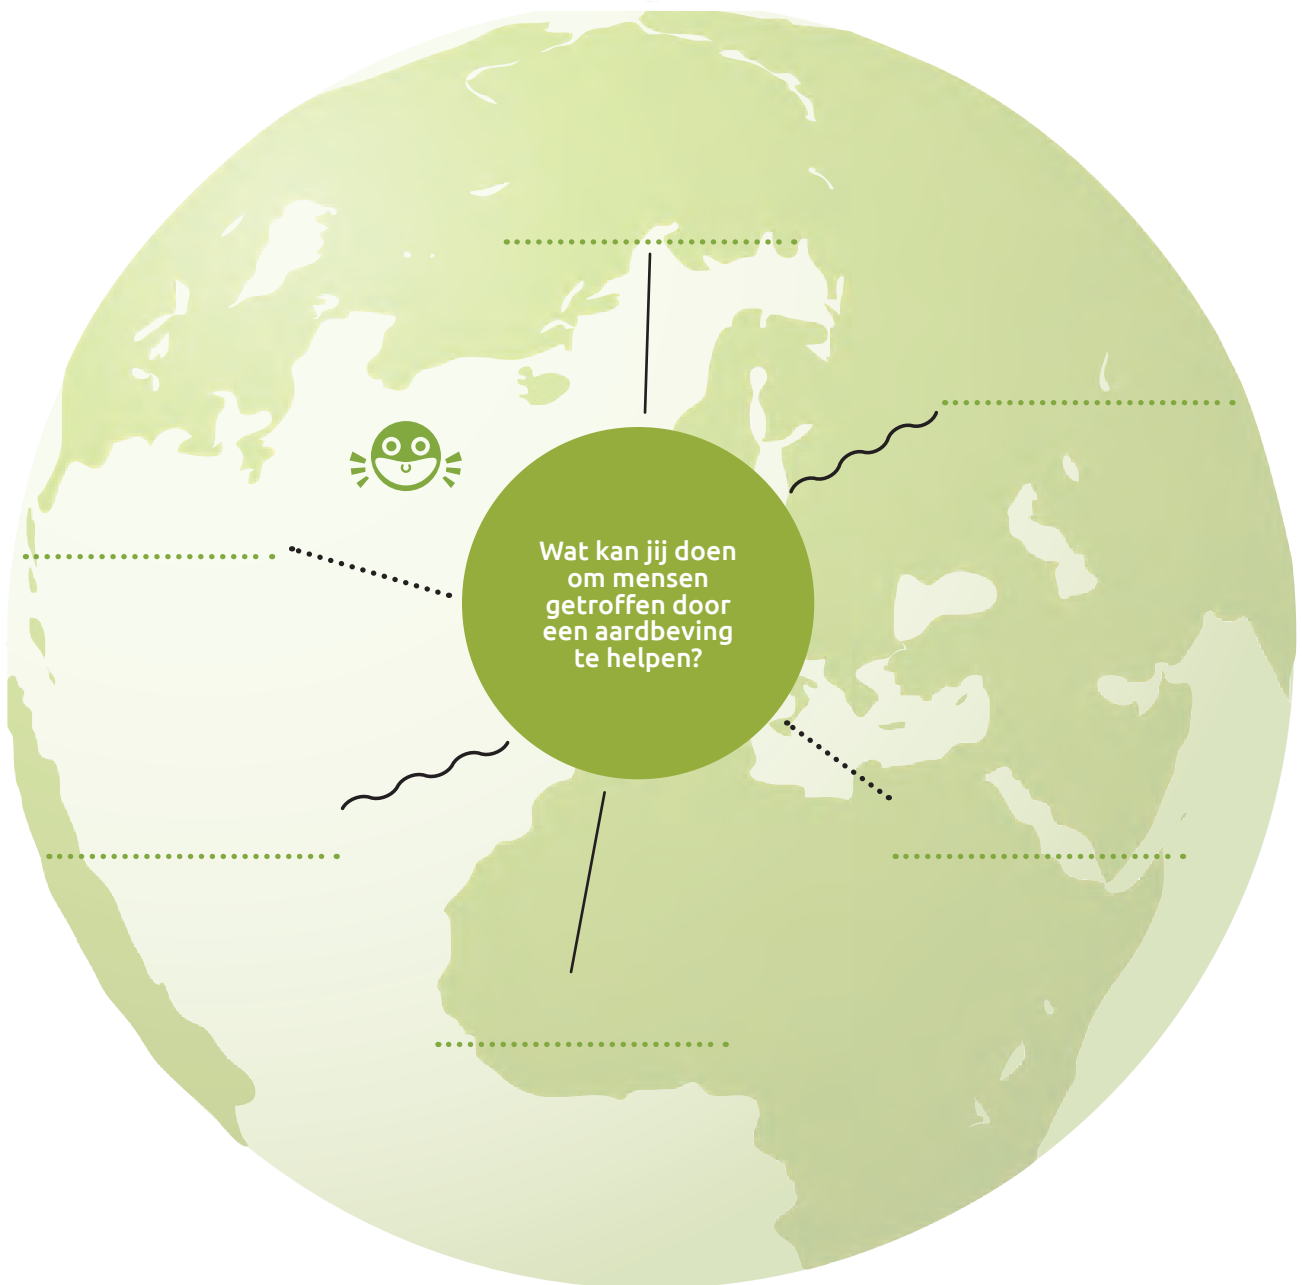 Wat kan jij doen
om mensen
getroffen door
een aardbeving
te helpen?